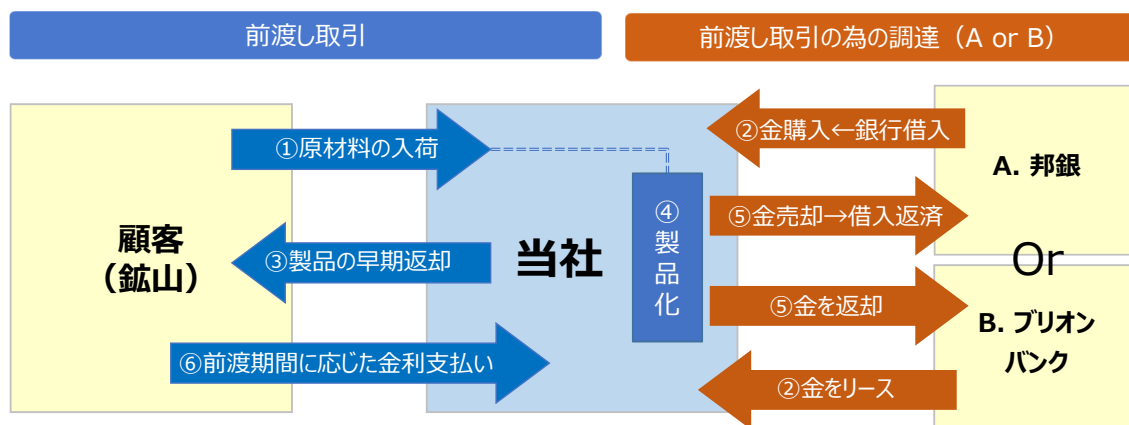 前渡し取引
前渡し取引の為の調達（A or B）
①原材料の入荷
②金購入←銀行借入
A. 邦銀
④製品化
⑤金売却→借入返済
顧客
（鉱山）
③製品の早期返却
当社
Or
⑤金を返却
B. ブリオン
バンク
⑥前渡期間に応じた金利支払い
②金をリース